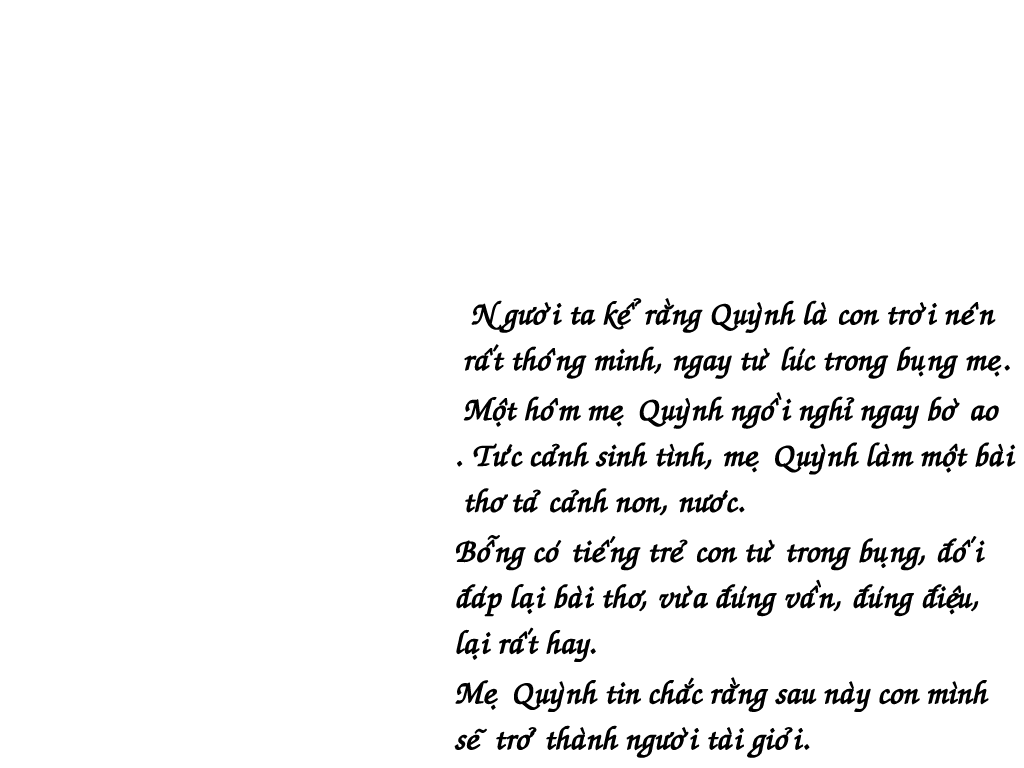 Người ta kể rằng Quỳnh là con trời nên
rất thông minh, ngay từ lúc trong bụng mẹ.
Một hôm mẹ Quỳnh ngồi nghỉ ngay bờ ao
. Tức cảnh sinh tình, mẹ Quỳnh làm một bài
thơ tả cảnh non, nước.
Bỗng có tiếng trẻ con từ trong bụng, đối
đáp lại bài thơ, vừa đúng vần, đúng điệu,
lại rất hay.
Mẹ Quỳnh tin chắc rằng sau này con mình
sẽ trở thành người tài giỏi.